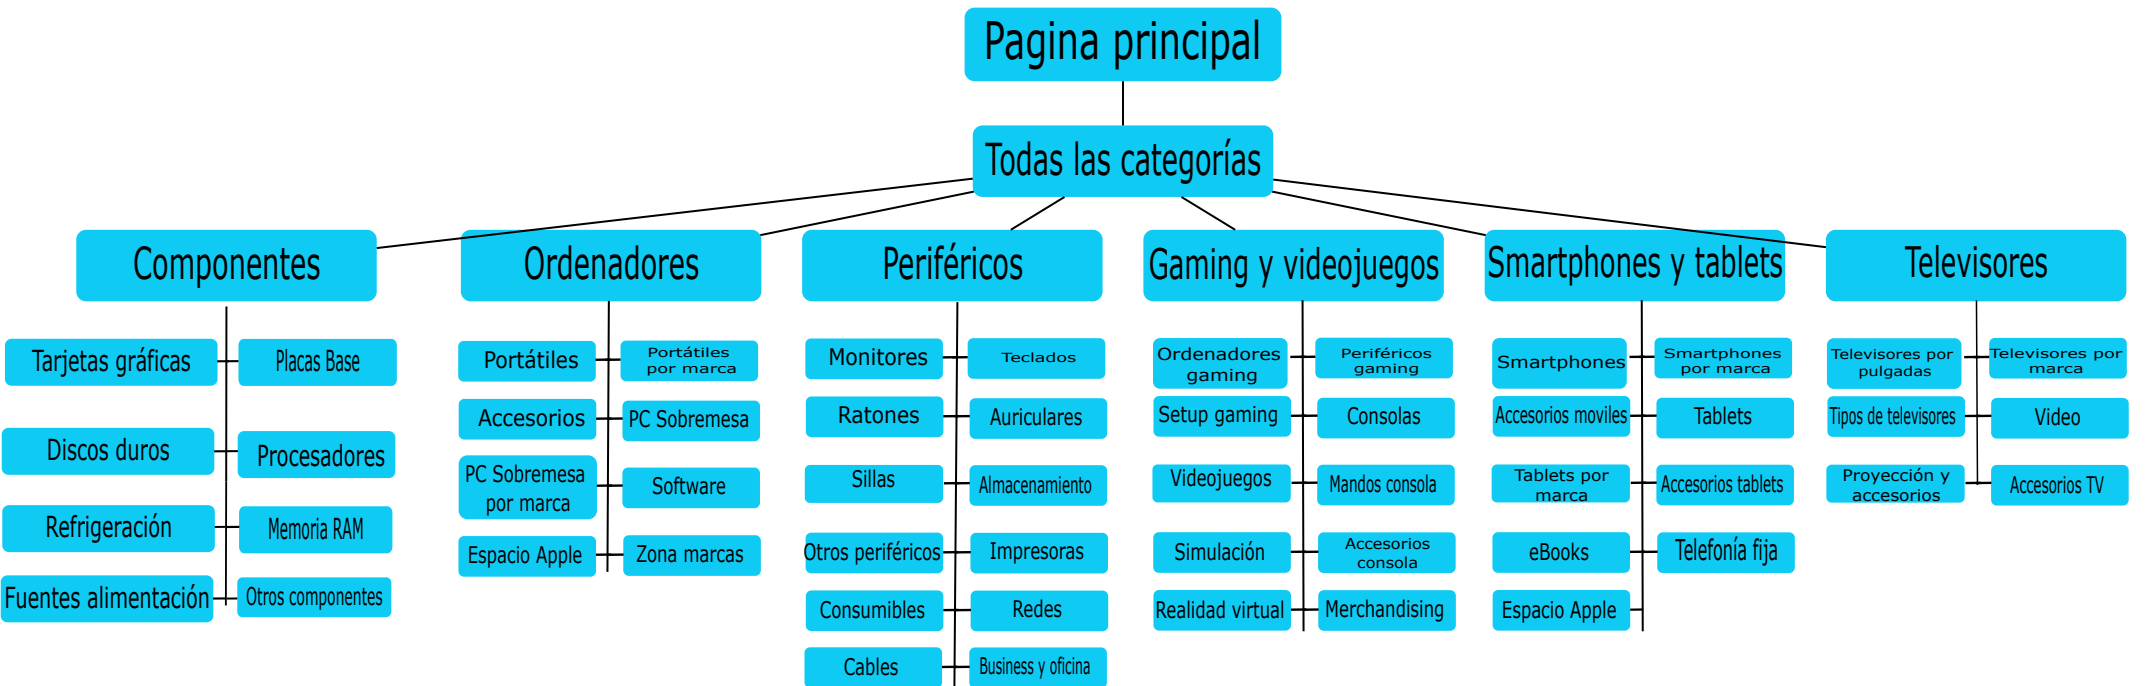 Pagina principal
Todas las categorías
Componentes
Ordenadores
Periféricos
Gaming y videojuegos
Smartphones y tablets
Televisores
Tarjetas gráficas
Placas Base
Discos duros
Procesadores
Refrigeración
Memoria RAM
Fuentes alimentación
Otros componentes
Portátiles
Portátiles
por marca
Accesorios
PC Sobremesa
PC Sobremesa
por marca
Software
Espacio Apple
Zona marcas
Monitores
Teclados
Ratones
Auriculares
Sillas
Almacenamiento
Otros periféricos
Impresoras
Consumibles
Redes
Cables
Business y oficina
Ordenadores
gaming
Periféricos
gaming
Setup gaming
Consolas
Videojuegos
Mandos consola
Simulación
Accesorios
consola
Realidad virtual
Merchandising
Smartphones
Smartphones
por marca
Accesorios moviles
Tablets
Tablets por
marca
Accesorios tablets
eBooks
Telefonía fija
Espacio Apple
Televisores por
pulgadas
Televisores por
marca
Tipos de televisores
Video
Proyección y
accesorios
Accesorios TV